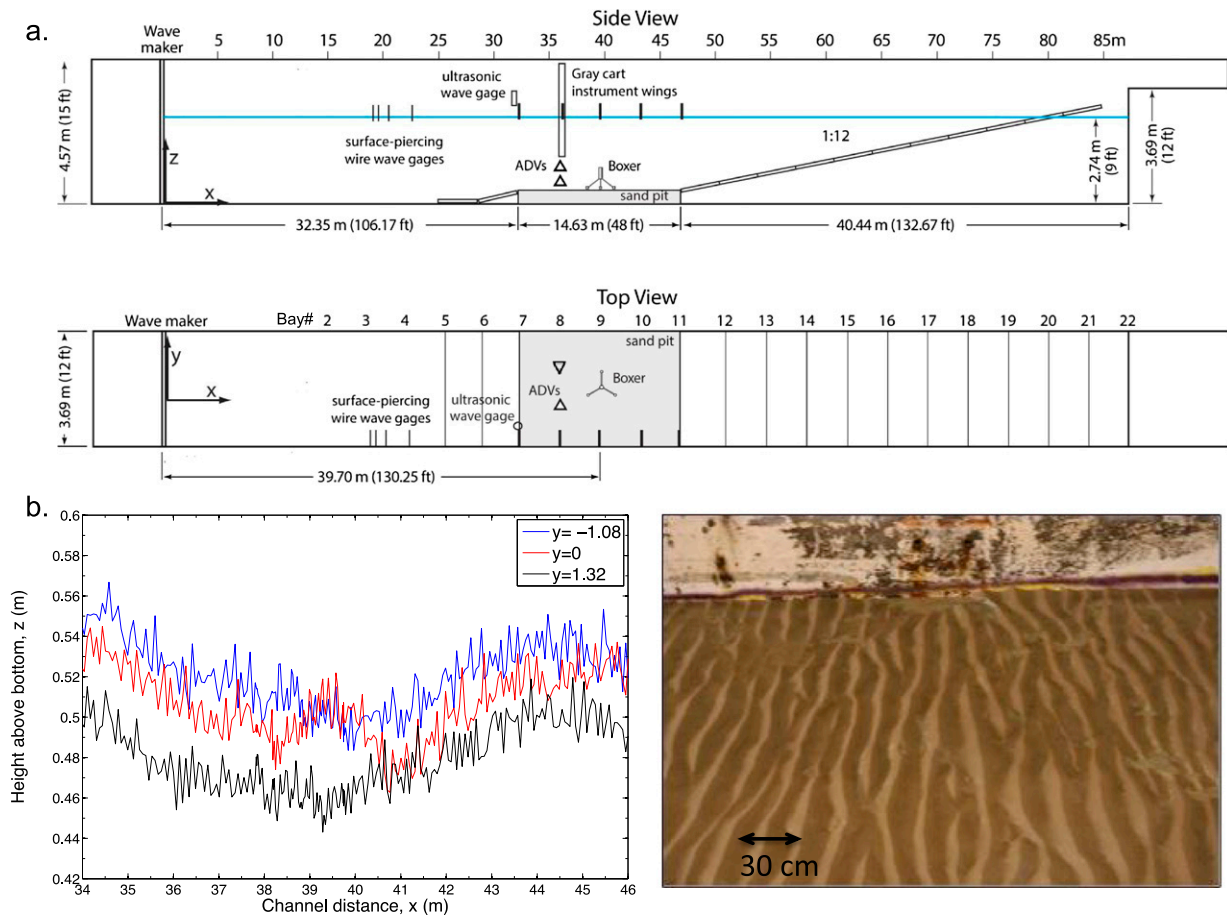 a.
Side View
Wave
maker
5 10 15 20 25 30 35 40 45 50 55 60 65 70 75 80 85m
ultrasonic
wave gage
Gray cart
instrument wings
4.57 m (15 ft)
z
x
surface-piercing
wire wave gages
ADVs
Boxer
sand pit
1:12
2.74 m
(9 ft)
3.69 m
(12 ft)
32.35 m (106.17 ft)
14.63 m (48 ft)
40.44 m (132.67 ft)
Top View
Wave maker
Bay# 2 3 4 5 6 7 8 9 10 11 12 13 14 15 16 17 18 19 20 21 22
sand pit
3.69 m (12 ft)
y
x
ADVs
Boxer
surface-piercing
wire wave gages
ultrasonic
wave gage
39.70 m (130.25 ft)
b.
0.6
0.58
0.56
0.54
0.52
0.5
0.48
0.46
0.44
0.42
Height above bottom, z (m)
y= −1.08
y=0
y=1.32
34 35 36 37 38 39 40 41 42 43 44 45 46
Channel distance, x (m)
30 cm